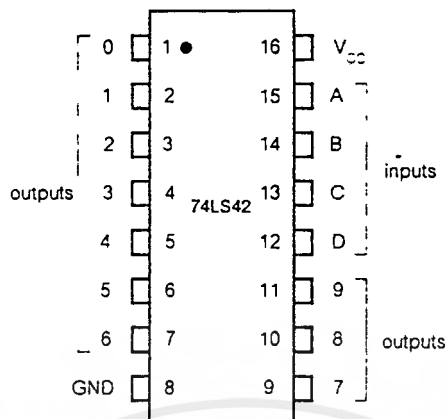 0 1 16 Vcc
1 2 15 A
2 3 14 B
inputs
outputs 3 4 13 C
74LS42
4 5 12 D
5 6 11 9
6 7 10 8 outputs
GND 8 9 7